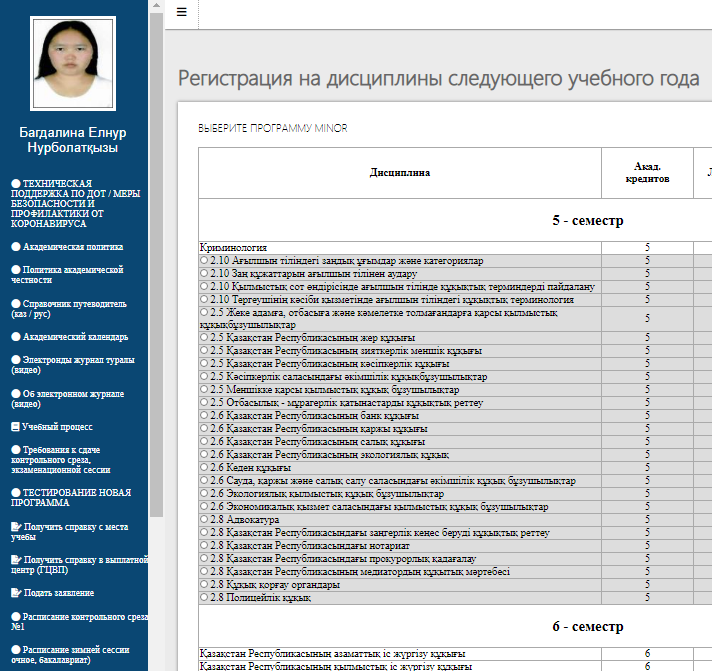 Багдалина Елнур
Нурболатқызы
ТЕХНИЧЕСКАЯ
ПОДДЕРЖКА ПО ДОТ / МЕРЫ
БЕЗОПАСНОСТИ И
ПРОФИЛАКТИКИ ОТ
КОРОНАВИРУСА
Академическая политика
Политика академической
честности
Справочник путеводитель
(каз / рус)
Академический календарь
Электронды журнал туралы
(видео)
Об электронном журнале
(видео)
Учебный процесс
Требования к сдаче
контрольного среза,
экзаменационной сессии
ТЕСТИРОВАНИЕ НОВАЯ
ПРОГРАММА
Получить справку с места
учебы
Получить справку в выплатной
центр (ГЦВП)
Подать заявление
Расписание контрольного среза
№1
Расписание зимней сессии
очное, бакалавриат)
Регистрация на дисциплины следующего учебного года
ВЫБЕРИТЕ ПРОГРАММУ MINOR
Дисциплина
Акад.
кредитов
5 - семестр
Криминология 5
2.10 Ағылшын тіліндегі заңдық ұғымдар және категориялар 5
2.10 Заң құжаттарын ағылшын тілінен аудару 5
2.10 Қылмыстық сот өндірісінде ағылшын тілінде құқықтық терминдерді пайдалану 5
2.10 Тергеушінің кәсіби қызметінде ағылшын тіліндегі құқықтық терминология 5
2.5 Жеке адамға, отбасыға және кәмелетке толмағандарға қарсы қылмыстық
құқықбұзушылықтар 5
2.5 Қазақстан Республикасының жер құқығы 5
2.5 Қазақстан Республикасының зияткерлік меншік құқығы 5
2.5 Қазақстан Республикасының кәсіпкерлік құқығы 5
2.5 Кәсіпкерлік саласындағы әкімшілік құқықбұзушылықтар 5
2.5 Меншікке қарсы қылмыстық құқық бұзушылықтар 5
2.5 Отбасылық - мұрагерлік қатынастарды құқықтық реттеу 5
2.6 Қазақстан Республикасының банк құқығы 5
2.6 Қазақстан Республикасының қаржы құқығы 5
2.6 Қазақстан Республикасының салық құқығы 5
2.6 Қазақстан Республикасының экологиялық құқық 5
2.6 Кеден құқығы 5
2.6 Сауда, қаржы және салық салу саласындағы әкімшілік құқық бұзушылықтар 5
2.6 Экологиялық қылмыстық құқық бұзушылықтар 5
2.6 Экономикалық қызмет саласындағы қылмыстық құқық бұзушылықтар 5
2.8 Адвокатура 5
2.8 Қазақстан Республикасындағы заңгерлік кеңес беруді құқықтық реттеу 5
2.8 Қазақстан Республикасындағы нотариат 5
2.8 Қазақстан Республикасындағы прокурорлық қадағалау 5
2.8 Қазақстан Республикасының медиатордың құқытық мәртебесі 5
2.8 Құқық қорғау органдары 5
2.8 Полицейлік құқық 5
6 - семестр
Қазақстан Республикасының азаматтық іс жүргізу құқығы 6
Қазақстан Республикасының қылмыстық іс жүргізу құқығы 6